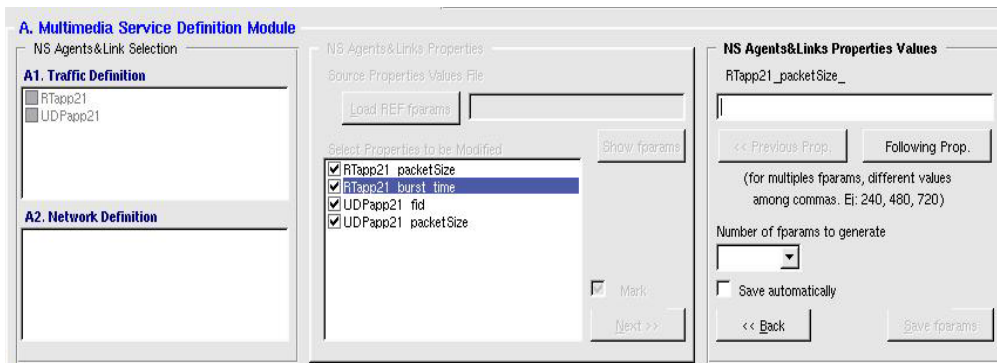 A. Multimedia Service Definition Module
NS Agents&Link Selection
A1. Traffic Definition
RTapp21
UDPapp21
A2. Network Definition
NS Agents&Links Properties
Source Properties Values File
Load REF fparams
Select Properties to be Modified
Show fparams
RTapp21 packetSize
RTapp21 burst time
UDPapp21 fid
UDPapp21 packetSize
Mark
Next >>
NS Agents&Links Properties Values
RTapp21_packetSize_
<< Previous Prop.
Following Prop.
(for multiples fparams, different values
among commas. Ej: 240, 480, 720)
Number of fparams to generate
Save automatically
<< Back
Save fparams